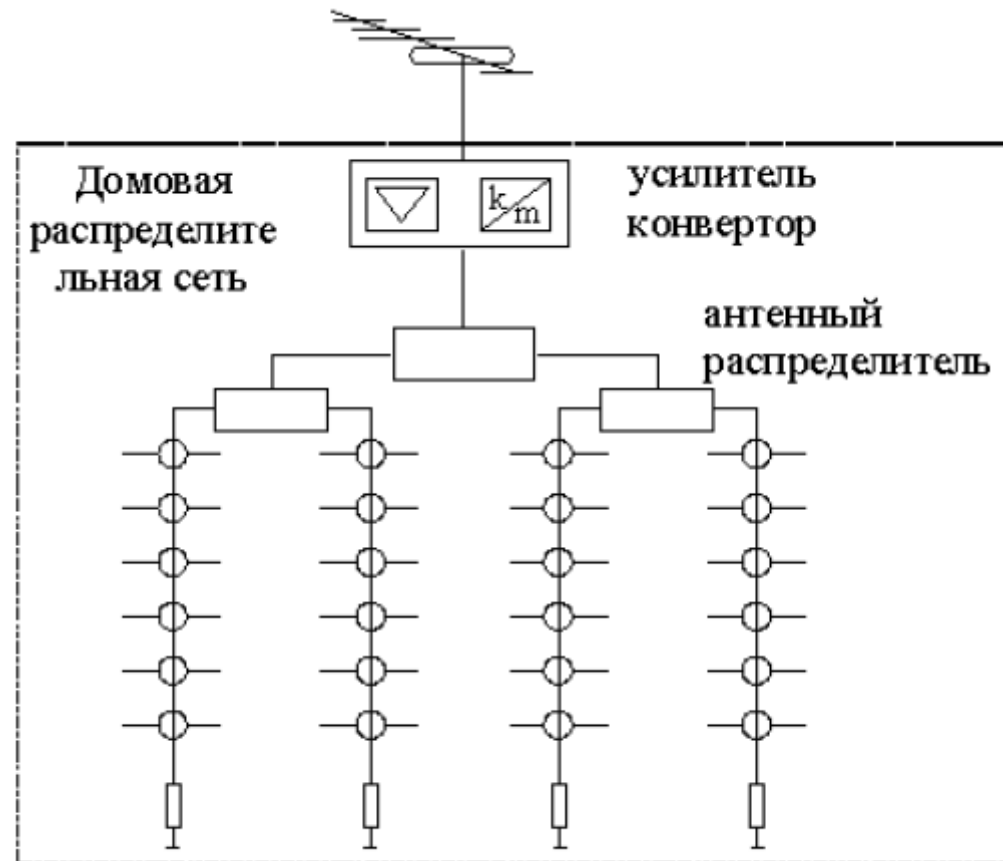 Домовая
распределите
льная сеть
k/m
усилитель
конвертор
антенный
распределитель